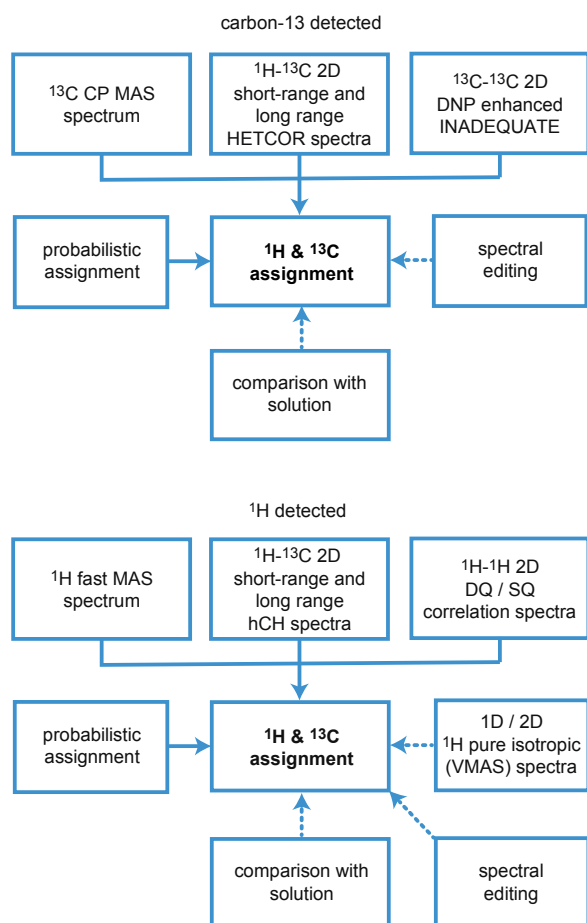 carbon-13 detected
13C CP MAS
spectrum
1H-13C 2D
short-range and
long range
HETCOR spectra
13C-13C 2D
DNP enhanced
INADEQUATE
probabilistic
assignment
1H & 13C
assignment
spectral
editing
comparison with
solution
1H detected
1H fast MAS
spectrum
1H-13C 2D
short-range and
long range
hCH spectra
1H-1H 2D
DQ / SQ
correlation spectra
probabilistic
assignment
1H & 13C
assignment
1D / 2D
1H pure isotropic
(VMAS) spectra
comparison with
solution
spectral
editing